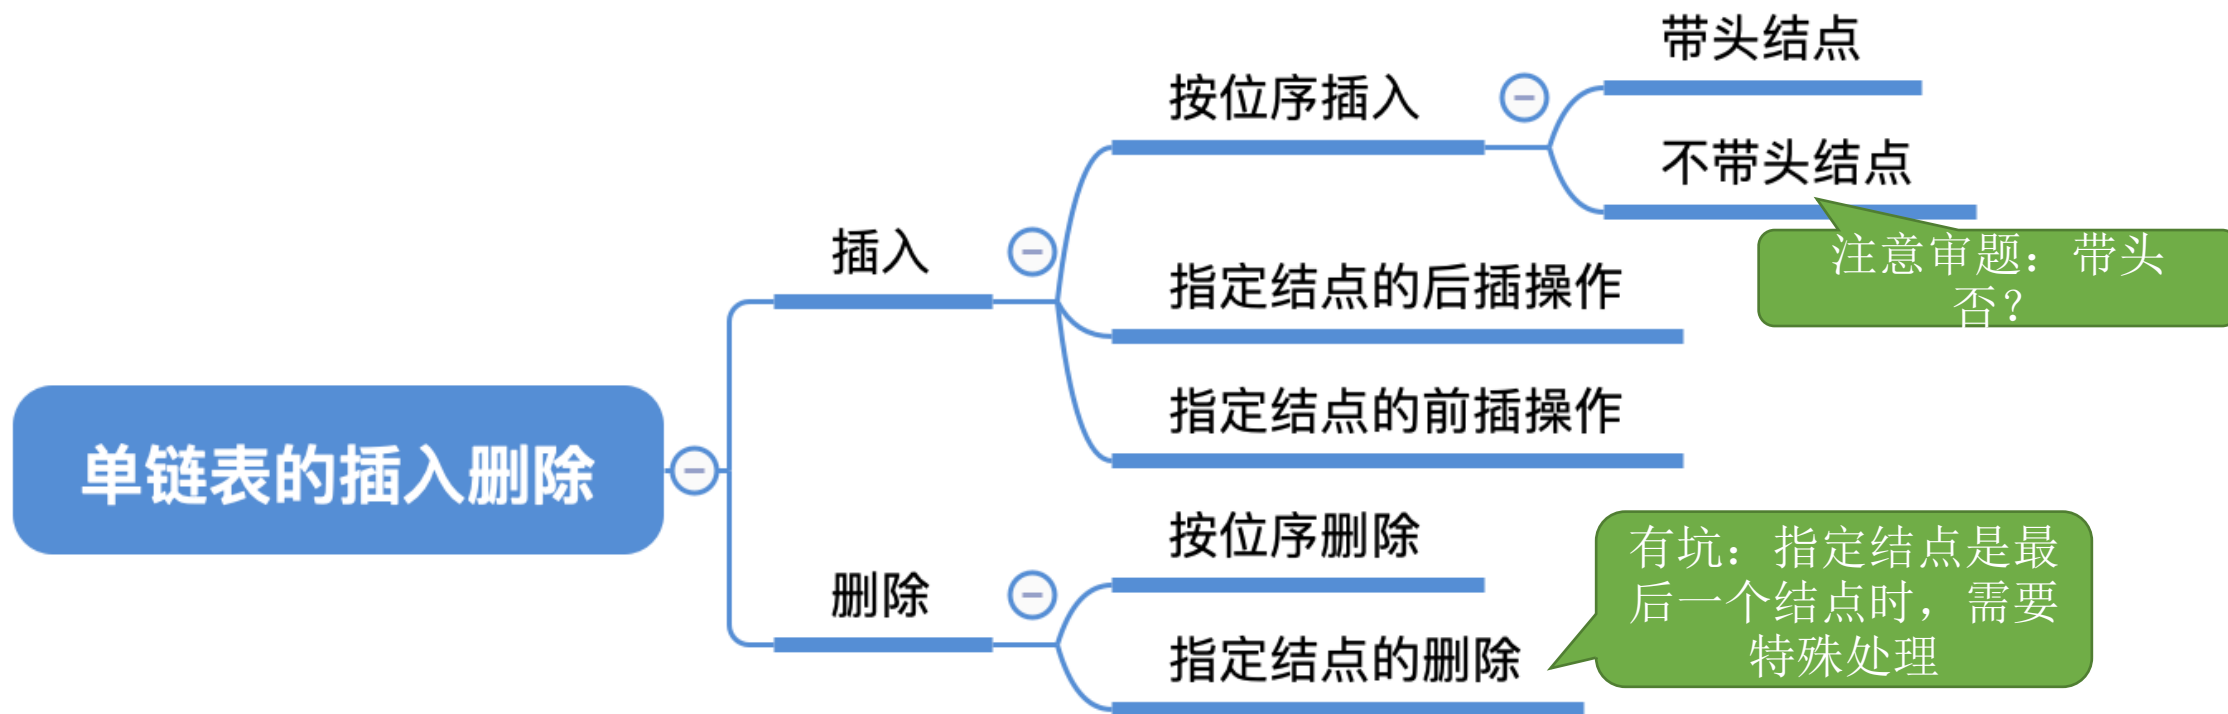 带头结点
按位序插入
不带头结点
插入
注意审题：带头
否？
指定结点的后插操作
指定结点的前插操作
单链表的插入删除
按位序删除
删除
有坑：指定结点是最
后一个结点时，需要
特殊处理
指定结点的删除